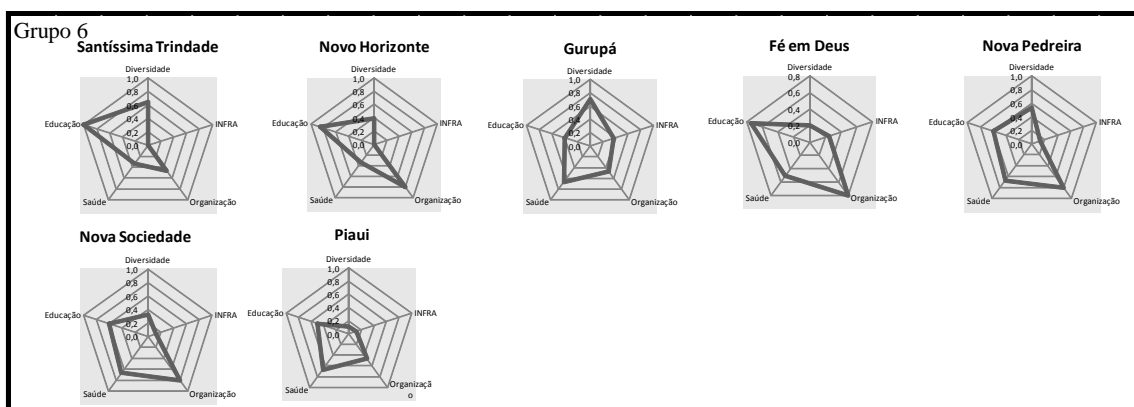 Grupo 6
Santíssima Trindade
Diversidade
1,0
0,8
0,6
0,4
0,2
0,0
INFRA
Organização
Saúde
Educação
Novo Horizonte
Diversidade
1,0
0,8
0,6
0,4
0,2
0,0
INFRA
Organização
Saúde
Educação
Gurupá
Diversidade
1,0
0,8
0,6
0,4
0,2
0,0
INFRA
Organização
Saúde
Educação
Fé em Deus
Diversidade
0,8
0,6
0,4
0,2
0,0
INFRA
Organização
Saúde
Educação
Nova Pedreira
Diversidade
1,0
0,8
0,6
0,4
0,2
0,0
INFRA
Organização
Saúde
Educação
Nova Sociedade
Diversidade
1,0
0,8
0,6
0,4
0,2
0,0
INFRA
Organização
Saúde
Educação
Piaui
Diversidade
1,0
0,8
0,6
0,4
0,2
0,0
INFRA
Organizaçã
o
Saúde
Educação